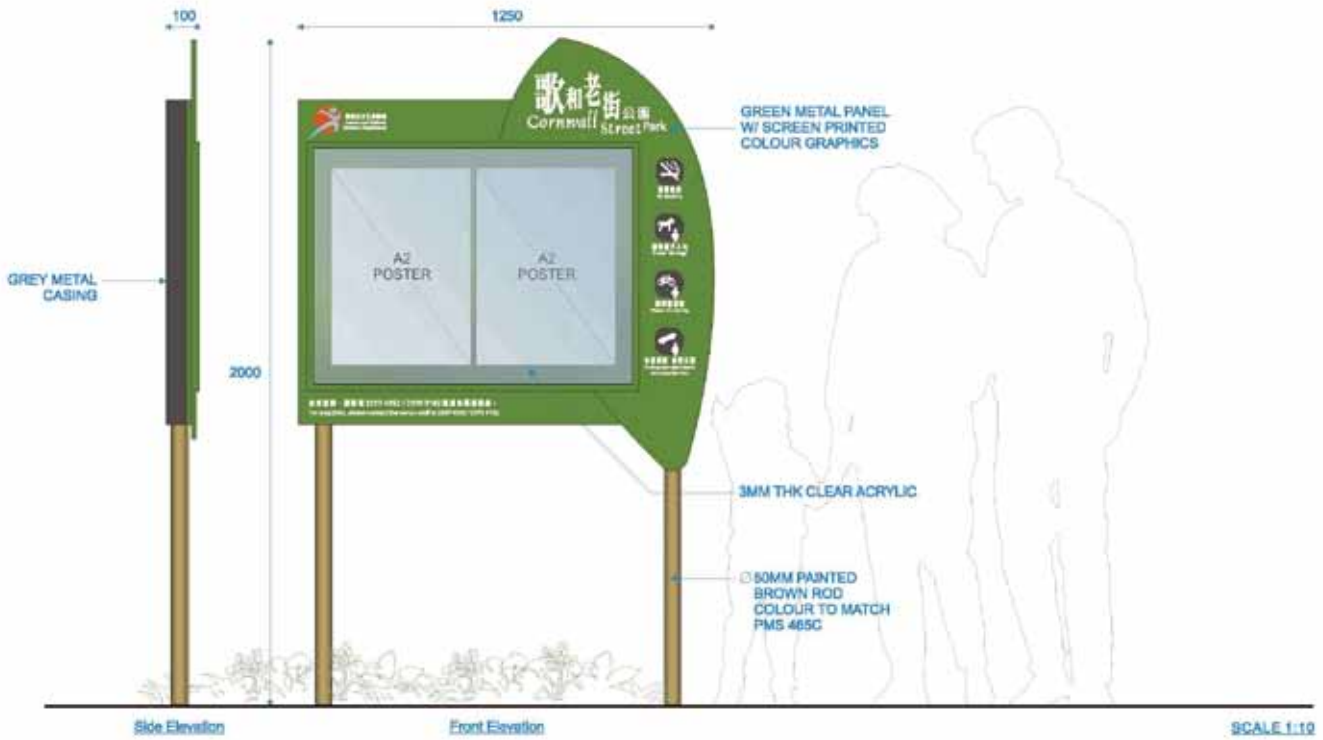 100
1250
歌和老街公園
Cornwall Street Park
GREEN METAL PANEL
W/ SCREEN PRINTED
COLOUR GRAPHICS
A2
POSTER
A2
POSTER
GREY METAL
CASING
2000
3MM THK CLEAR ACRYLIC
∅ 50MM PAINTED
BROWN ROD
COLOUR TO MATCH
PMS 465C
Side Elevation
Front Elevation
SCALE 1:10